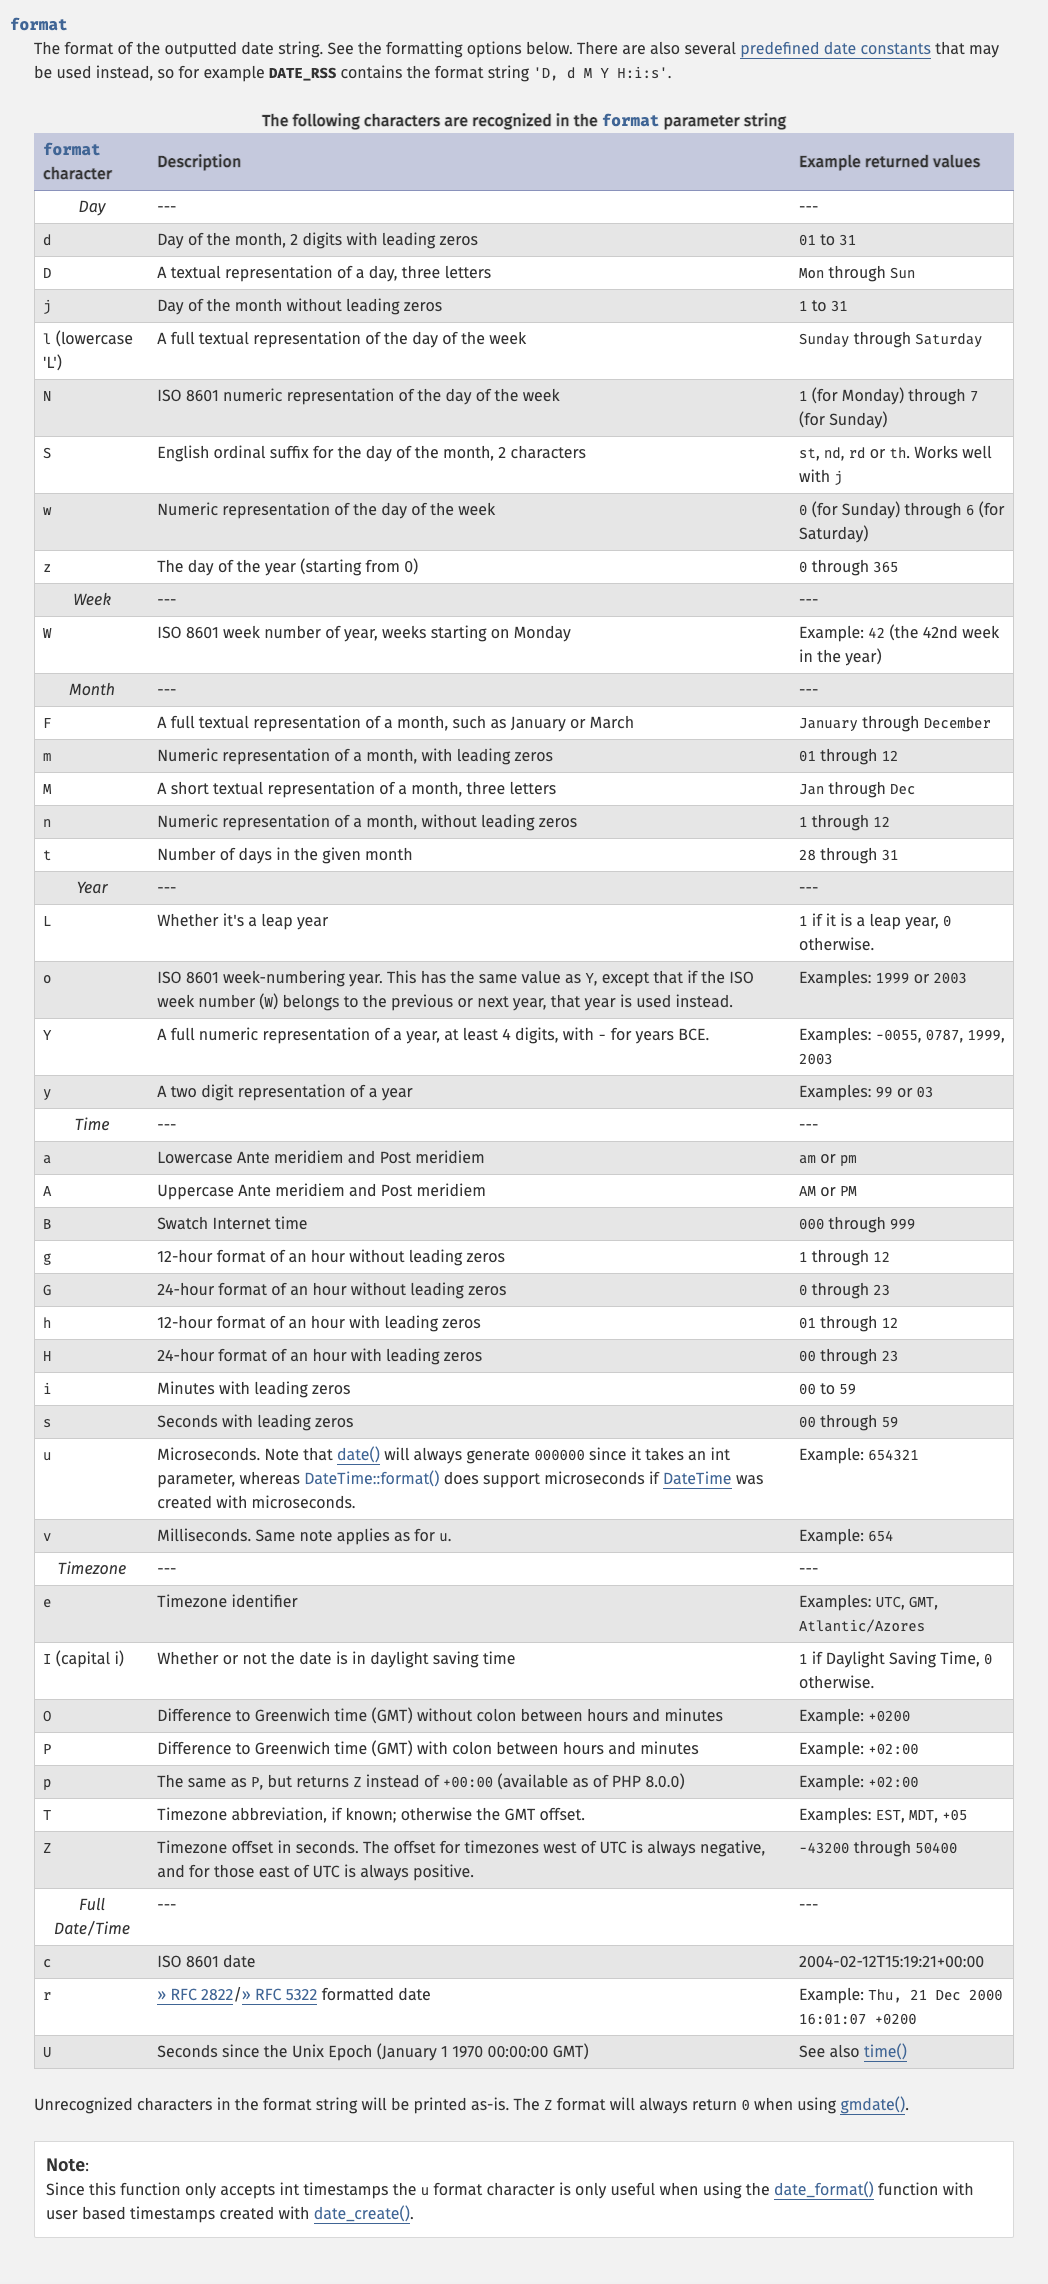 format
The format of the outputted date string. See the formatting options below. There are also several predefined date constants that may
be used instead, so for example DATE_RSS contains the format string 'D, d M Y H:i:s'.
The following characters are recognized in the format parameter string
format
character Description Example returned values
Day --- ---
d Day of the month, 2 digits with leading zeros 01 to 31
D A textual representation of a day, three letters Mon through Sun
j Day of the month without leading zeros 1 to 31
l (lowercase A full textual representation of the day of the week Sunday through Saturday
'L')
N ISO 8601 numeric representation of the day of the week 1 (for Monday) through 7
(for Sunday)
S English ordinal suffix for the day of the month, 2 characters st, nd, rd or th. Works well
with j
w Numeric representation of the day of the week 0 (for Sunday) through 6 (for
Saturday)
z The day of the year (starting from 0) 0 through 365
Week --- ---
W ISO 8601 week number of year, weeks starting on Monday Example: 42 (the 42nd week
in the year)
Month --- ---
F A full textual representation of a month, such as January or March January through December
m Numeric representation of a month, with leading zeros 01 through 12
M A short textual representation of a month, three letters Jan through Dec
n Numeric representation of a month, without leading zeros 1 through 12
t Number of days in the given month 28 through 31
Year --- ---
L Whether it's a leap year 1 if it is a leap year, 0
otherwise.
o ISO 8601 week-numbering year. This has the same value as Y, except that if the ISO Examples: 1999 or 2003
week number (W) belongs to the previous or next year, that year is used instead.
Y A full numeric representation of a year, at least 4 digits, with - for years BCE. Examples: -0055, 0787, 1999,
2003
y A two digit representation of a year Examples: 99 or 03
Time --- ---
a Lowercase Ante meridiem and Post meridiem am or pm
A Uppercase Ante meridiem and Post meridiem AM or PM
B Swatch Internet time 000 through 999
g 12-hour format of an hour without leading zeros 1 through 12
G 24-hour format of an hour without leading zeros 0 through 23
h 12-hour format of an hour with leading zeros 01 through 12
H 24-hour format of an hour with leading zeros 00 through 23
i Minutes with leading zeros 00 to 59
s Seconds with leading zeros 00 through 59
u Microseconds. Note that date() will always generate 000000 since it takes an int Example: 654321
parameter, whereas DateTime::format() does support microseconds if DateTime was
created with microseconds.
v Milliseconds. Same note applies as for u. Example: 654
Timezone --- ---
e Timezone identifier Examples: UTC, GMT,
Atlantic/Azores
I (capital i) Whether or not the date is in daylight saving time 1 if Daylight Saving Time, 0
otherwise.
O Difference to Greenwich time (GMT) without colon between hours and minutes Example: +0200
P Difference to Greenwich time (GMT) with colon between hours and minutes Example: +02:00
p The same as P, but returns Z instead of +00:00 (available as of PHP 8.0.0) Example: +02:00
T Timezone abbreviation, if known; otherwise the GMT offset. Examples: EST, MDT, +05
Z Timezone offset in seconds. The offset for timezones west of UTC is always negative, -43200 through 50400
and for those east of UTC is always positive.
Full --- ---
Date/Time
c ISO 8601 date 2004-02-12T15:19:21+00:00
r » RFC 2822/» RFC 5322 formatted date Example: Thu, 21 Dec 2000
16:01:07 +0200
U Seconds since the Unix Epoch (January 1 1970 00:00:00 GMT) See also time()
Unrecognized characters in the format string will be printed as-is. The Z format will always return 0 when using gmdate().
Note:
Since this function only accepts int timestamps the u format character is only useful when using the date_format() function with
user based timestamps created with date_create().